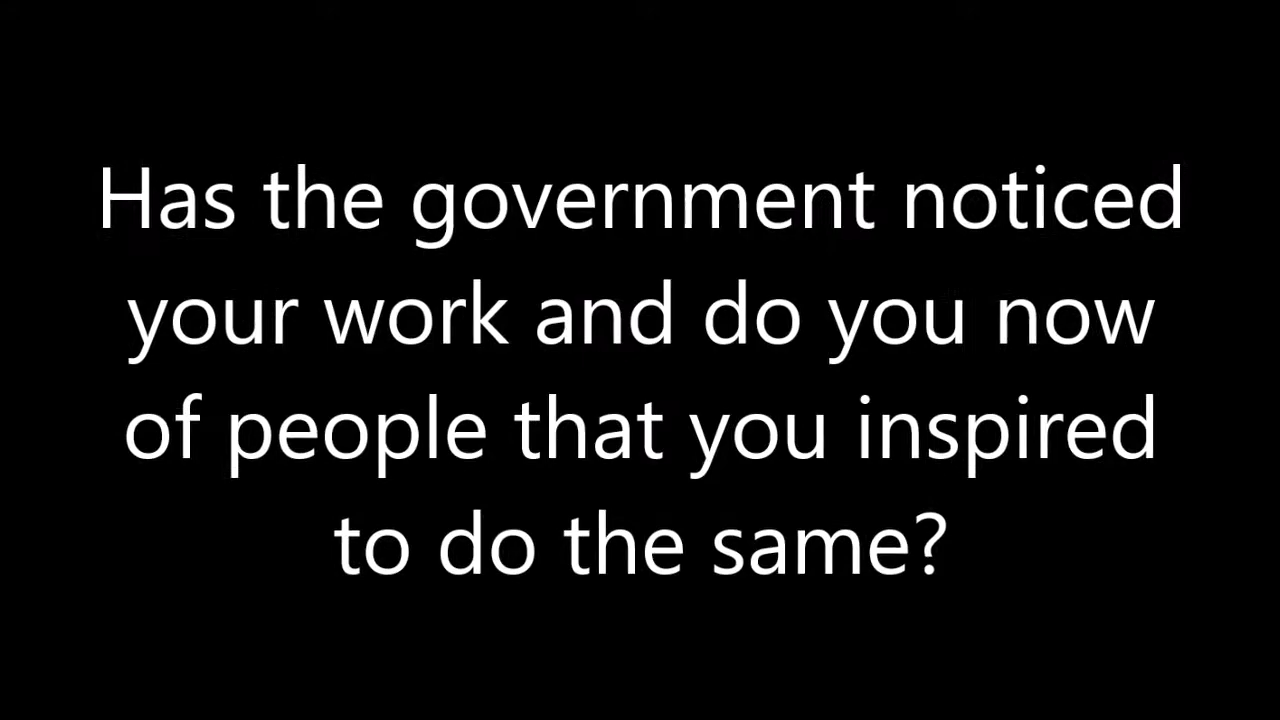 Has the government noticed
your work and do you now
of people that you inspired
to do the same?